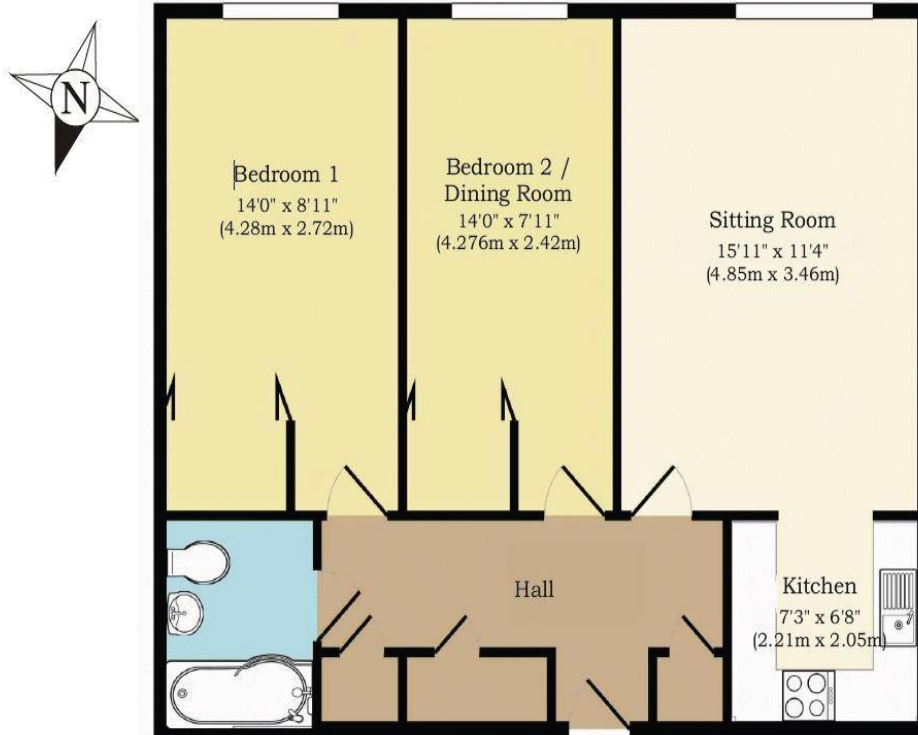 N
Bedroom 1
14'0" x 8'11"
(4.28m x 2.72m)
Bedroom 2 /
Dining Room
14'0" x 7'11"
(4.276m x 2.42m)
Sitting Room
15'11" x 11'4"
(4.85m x 3.46m)
Hall
Kitchen
7'3" x 6'8"
(2.21m x 2.05m)